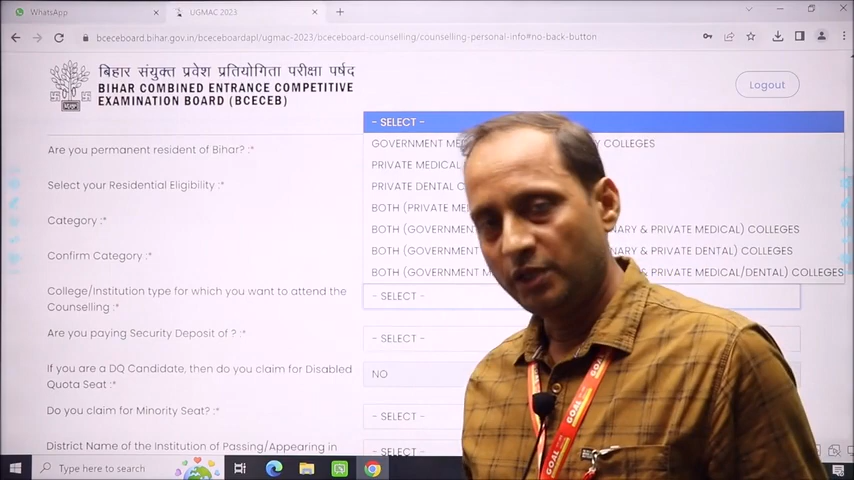 WhatsApp
UGMAC 2023
bceceboard.bihar.gov.in/bceceboardapl/ugmac-2023/bceceboard-counselling/counselling-personal-info#no-back-button
बिहार संयुक्त प्रवेश प्रतियोगिता परीक्षा पर्षद
BIHAR COMBINED ENTRANCE COMPETITIVE
EXAMINATION BOARD (BCECEB)
Logout
- SELECT -
GOVERNMENT COLLEGES
PRIVATE MEDICAL
PRIVATE DENTAL
BOTH (PRIVATE
BOTH (GOVERNMENT & PRIVATE MEDICAL) COLLEGES
BOTH (GOVERNMENT & PRIVATE DENTAL) COLLEGES
BOTH (GOVERNMENT & PRIVATE MEDICAL/DENTAL) COLLEGES
Are you permanent resident of Bihar? :*
Select your Residential Eligibility :*
Category :*
Confirm Category :*
College/Institution type for which you want to attend the
Counselling :*
- SELECT -
Are you paying Security Deposit of ? :*
- SELECT -
If you are a DQ Candidate, then do you claim for Disabled
Quota Seat :*
NO
Do you claim for Minority Seat? :*
- SELECT -
District Name of the Institution of Passing/Appearing in
- SELECT -
Type here to search
GOAL
GOAL